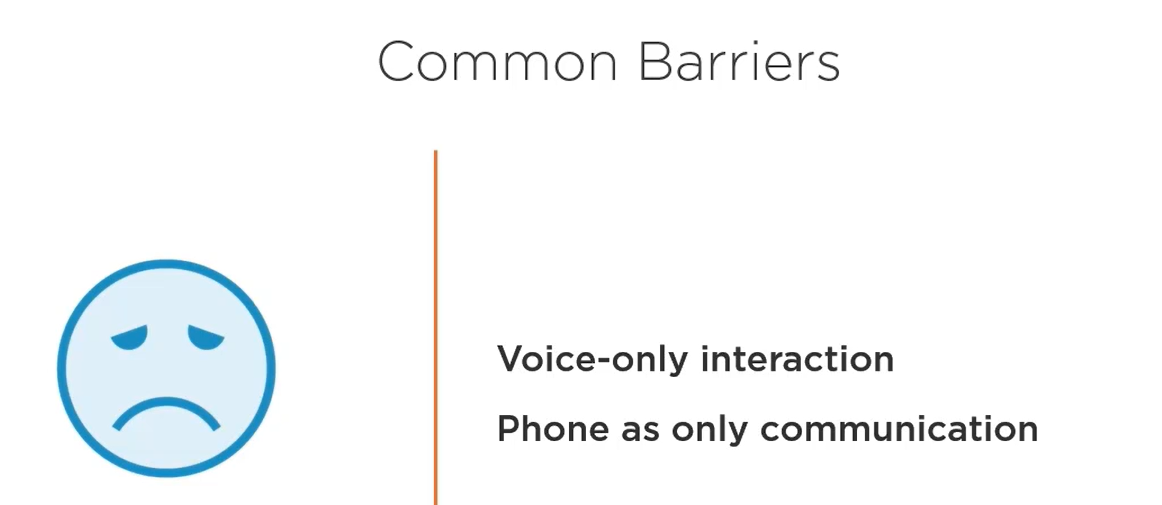 Common Barriers
Voice-only interaction
Phone as only communication